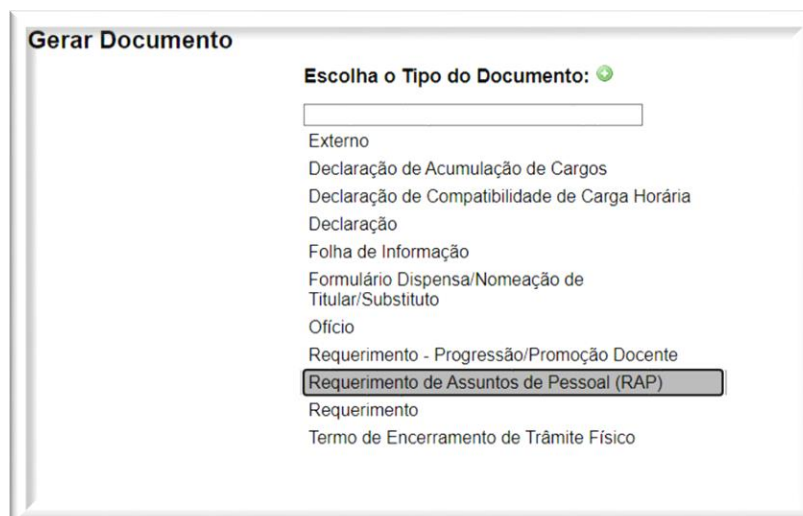 Gerar Documento
Escolha o Tipo do Documento:
Externo
Declaração de Acumulação de Cargos
Declaração de Compatibilidade de Carga Horária
Declaração
Folha de Informação
Formulário Dispensa/Nomeação de
Titular/Substituto
Ofício
Requerimento - Progressão/Promoção Docente
Requerimento de Assuntos de Pessoal (RAP)
Requerimento
Termo de Encerramento de Trâmite Físico